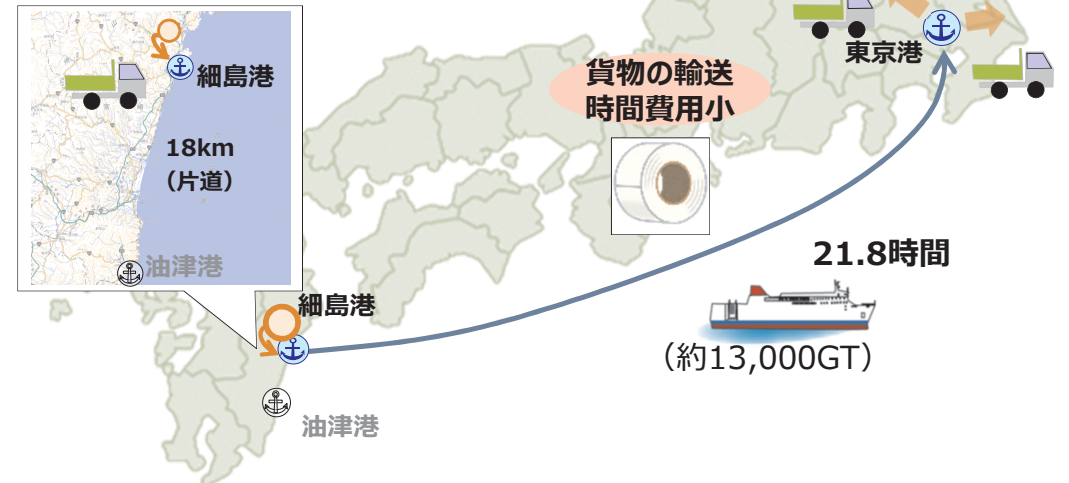 細島港
18km
（片道）
油津港
貨物の輸送
時間費用小
東京港
21.8時間
（約13,000GT）
細島港
油津港